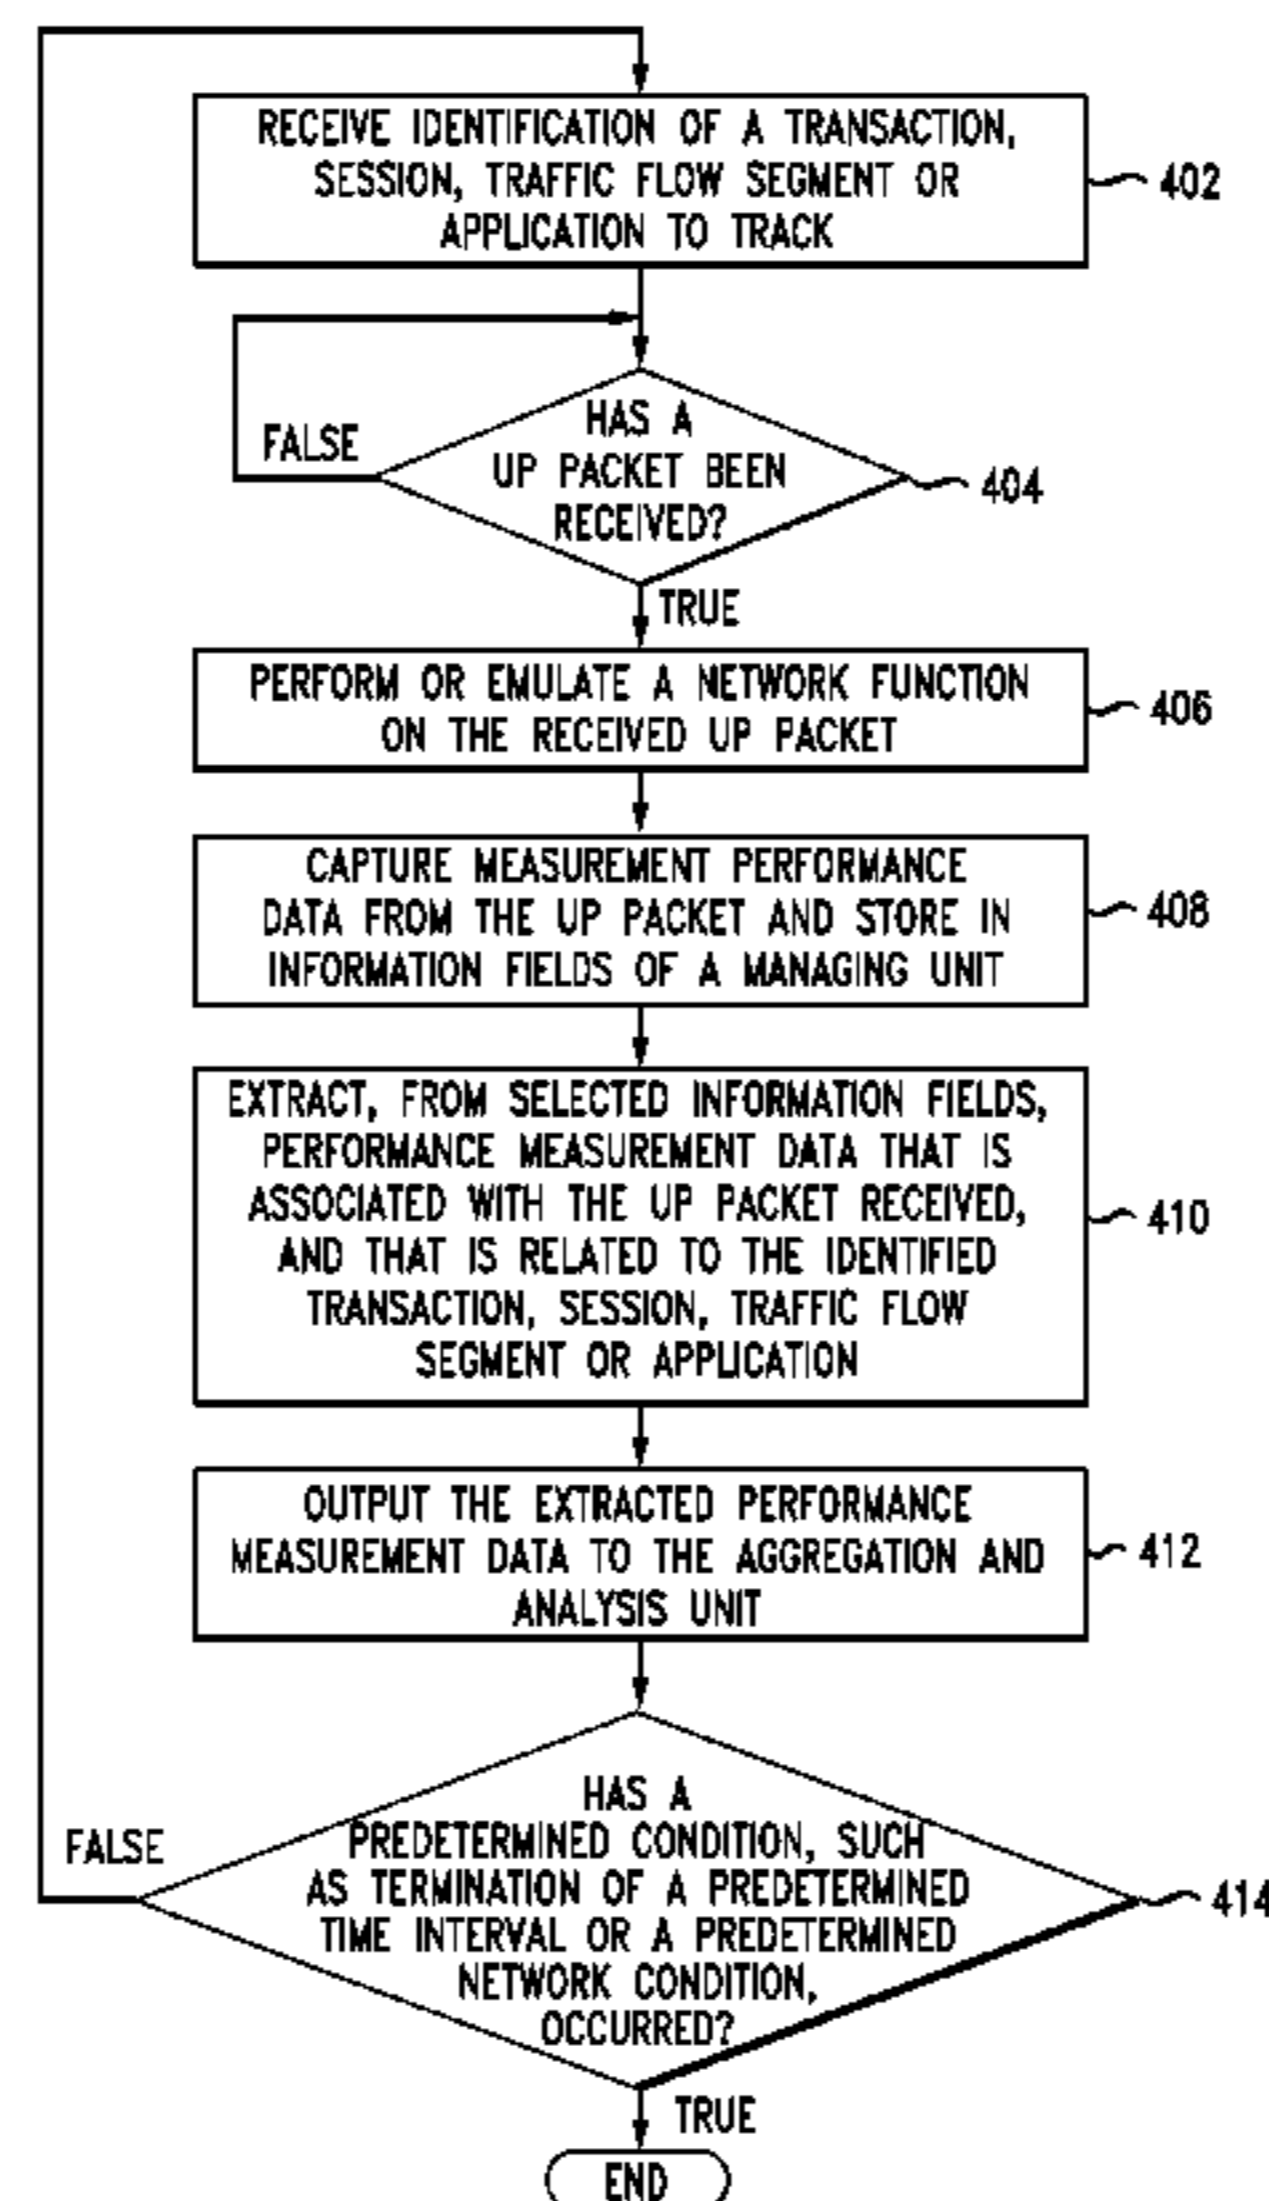 RECEIVE IDENTIFICATION OF A TRANSACTION,
SESSION, TRAFFIC FLOW SEGMENT OR
APPLICATION TO TRACK
402
HAS A
UP PACKET BEEN
RECEIVED?
FALSE
404
TRUE
PERFORM OR EMULATE A NETWORK FUNCTION
ON THE RECEIVED UP PACKET
406
CAPTURE MEASUREMENT PERFORMANCE
DATA FROM THE UP PACKET AND STORE IN
INFORMATION FIELDS OF A MANAGING UNIT
408
EXTRACT, FROM SELECTED INFORMATION FIELDS,
PERFORMANCE MEASUREMENT DATA THAT IS
ASSOCIATED WITH THE UP PACKET RECEIVED,
AND THAT IS RELATED TO THE IDENTIFIED
TRANSACTION, SESSION, TRAFFIC FLOW
SEGMENT OR APPLICATION
410
OUTPUT THE EXTRACTED PERFORMANCE
MEASUREMENT DATA TO THE AGGREGATION AND
ANALYSIS UNIT
412
HAS A
PREDETERMINED CONDITION, SUCH
AS TERMINATION OF A PREDETERMINED
TIME INTERVAL OR A PREDETERMINED
NETWORK CONDITION,
OCCURRED?
FALSE
414
TRUE
END